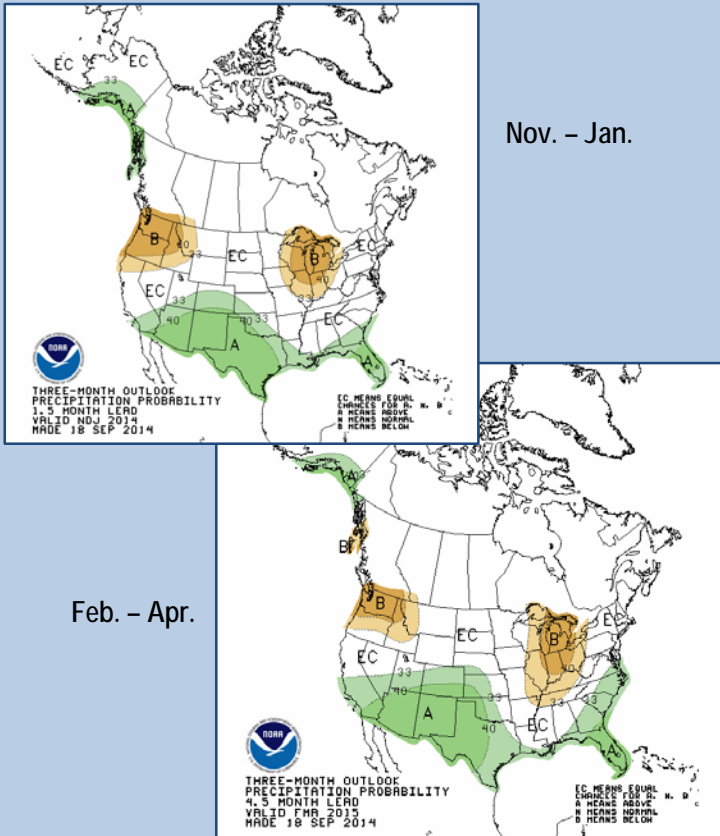 Nov. – Jan.
EC
EC
33
A
B
40
33
EC
EC
B
40
33
EC
33
40
40
33
EC
A
A
NOAA
THREE-MONTH OUTLOOK
PRECIPITATION PROBABILITY
1.5 MONTH LEAD
VALID NDJ 2014
MADE 18 SEP 2014
EC MEANS EQUAL
CHANCES FOR A, N, B
A MEANS ABOVE
N MEANS NORMAL
B MEANS BELOW
Feb. – Apr.
A
B
B
EC
EC
B
40
33
EC
33
40
33
40
33
33
EC
A
A
NOAA
THREE-MONTH OUTLOOK
PRECIPITATION PROBABILITY
4.5 MONTH LEAD
VALID FMA 2015
MADE 18 SEP 2014
EC MEANS EQUAL
CHANCES FOR A, N, B
A MEANS ABOVE
N MEANS NORMAL
B MEANS BELOW